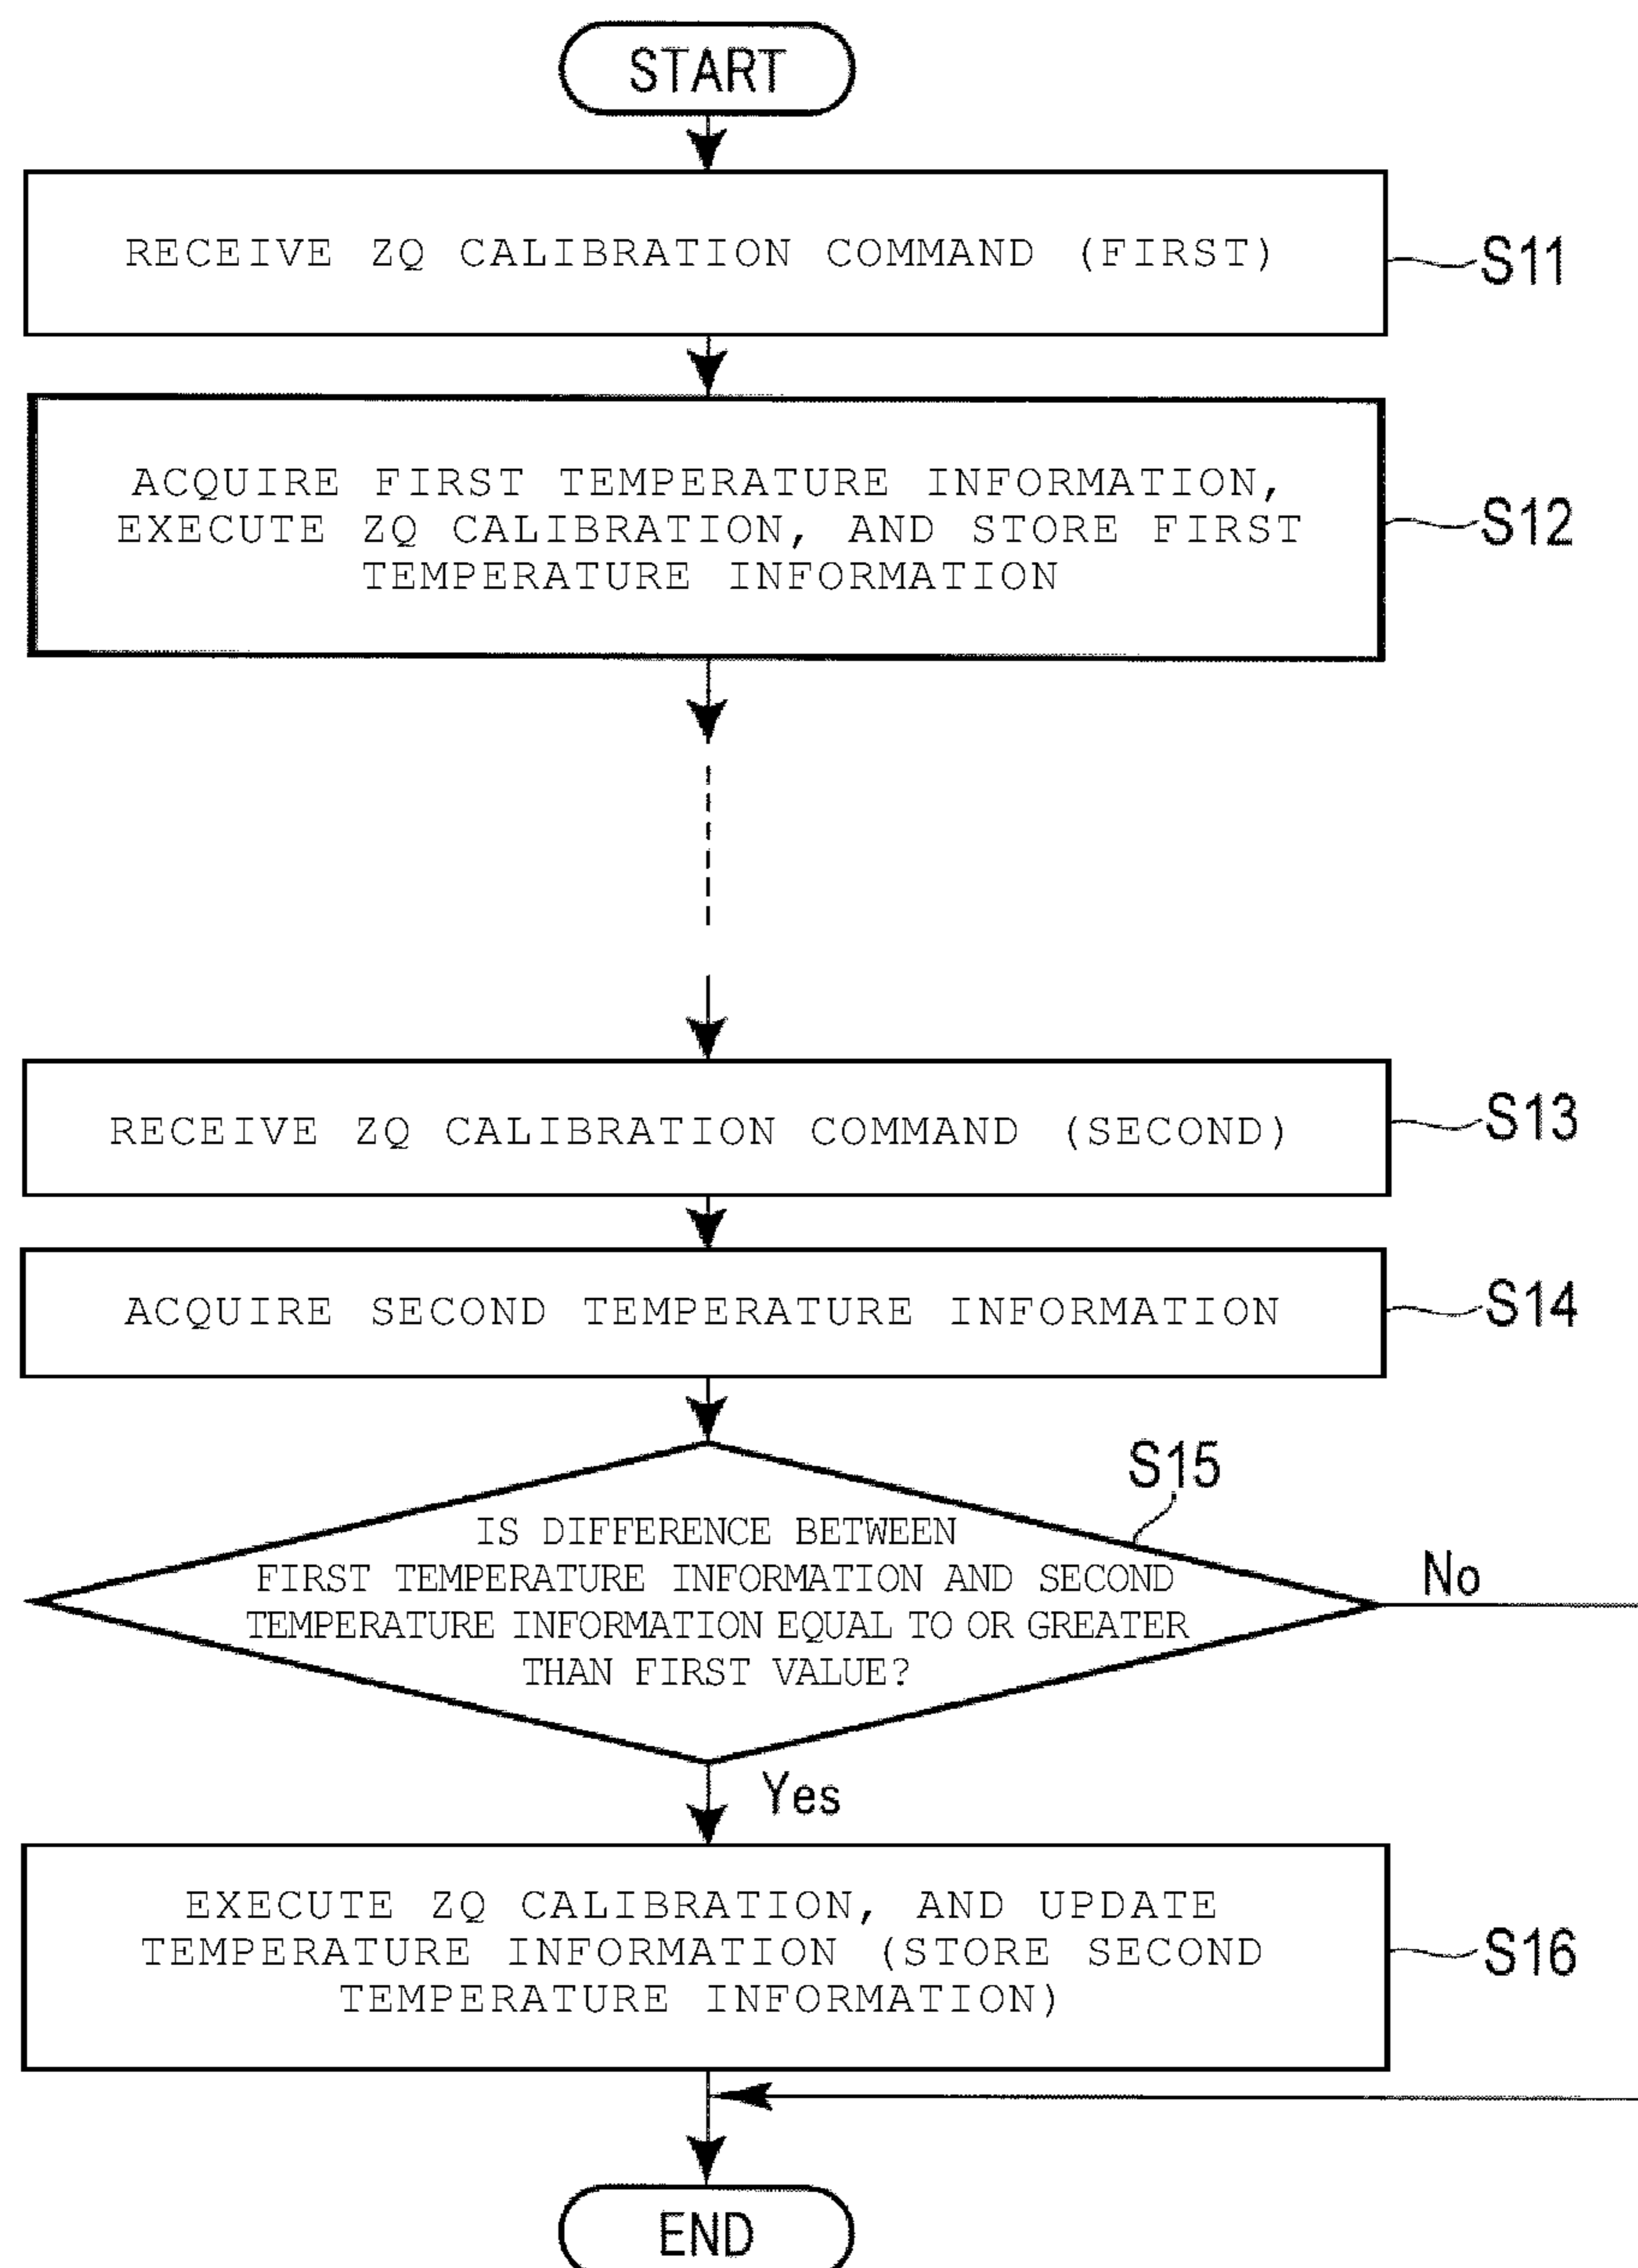 START
RECEIVE ZQ CALIBRATION COMMAND (FIRST)
S11
ACQUIRE FIRST TEMPERATURE INFORMATION,
EXECUTE ZQ CALIBRATION, AND STORE FIRST
TEMPERATURE INFORMATION
S12
RECEIVE ZQ CALIBRATION COMMAND (SECOND)
S13
ACQUIRE SECOND TEMPERATURE INFORMATION
S14
S15
IS DIFFERENCE BETWEEN
FIRST TEMPERATURE INFORMATION AND SECOND
TEMPERATURE INFORMATION EQUAL TO OR GREATER
THAN FIRST VALUE?
No
Yes
EXECUTE ZQ CALIBRATION, AND UPDATE
TEMPERATURE INFORMATION (STORE SECOND
TEMPERATURE INFORMATION)
S16
END